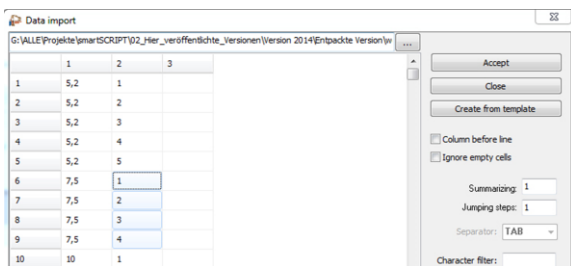 Data import
G:\ALLE\Projekte\smartSCRIPT\02_Hier_veröffentlichte_Versionen\Version 2014\Entpackte Version\w ...
1 2 3
1 5,2 1
2 5,2 2
3 5,2 3
4 5,2 4
5 5,2 5
6 7,5 1
7 7,5 2
8 7,5 3
9 7,5 4
10 10 1
Accept
Close
Create from template
Column before line
Ignore empty cells
Summarizing: 1
Jumping steps: 1
Separator: TAB
Character filter: